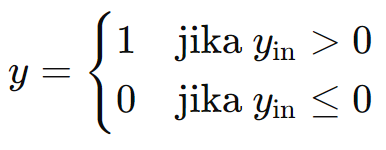 y = { 1 jika y_in > 0
0 jika y_in ≤ 0